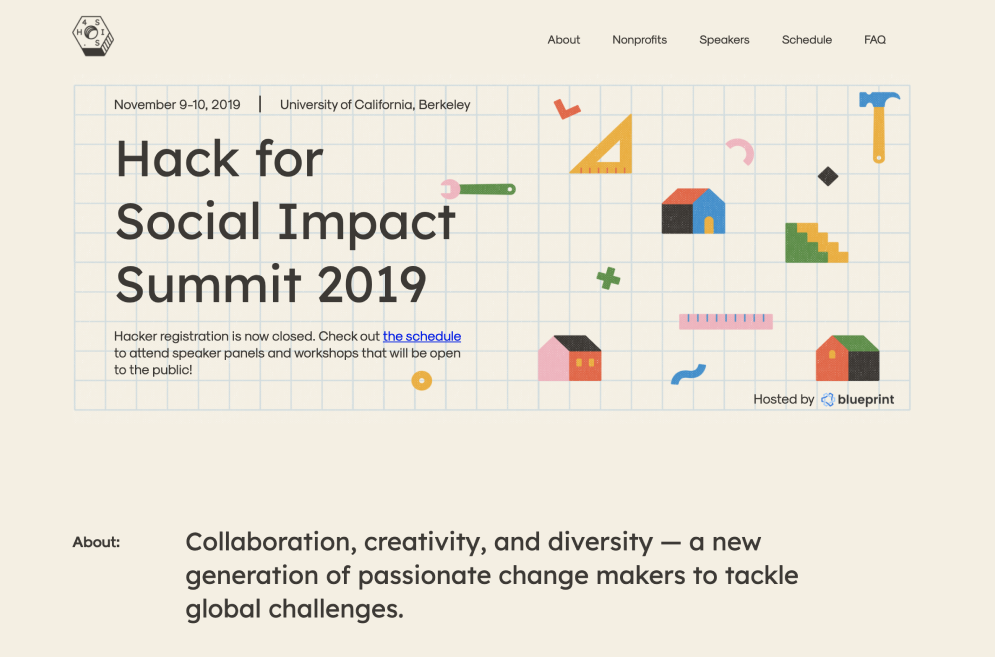 4 S
H I
S
About Nonprofits Speakers Schedule FAQ
November 9-10, 2019 | University of California, Berkeley
Hack for
Social Impact
Summit 2019
Hacker registration is now closed. Check out the schedule
to attend speaker panels and workshops that will be open
to the public!
Hosted by blueprint
About:
Collaboration, creativity, and diversity — a new
generation of passionate change makers to tackle
global challenges.